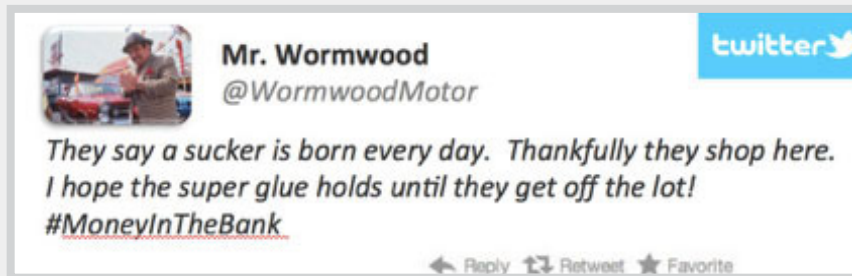 twitter
Mr. Wormwood
@WormwoodMotor
They say a sucker is born every day. Thankfully they shop here.
I hope the super glue holds until they get off the lot!
#MoneyInTheBank
Reply Retweet Favorite